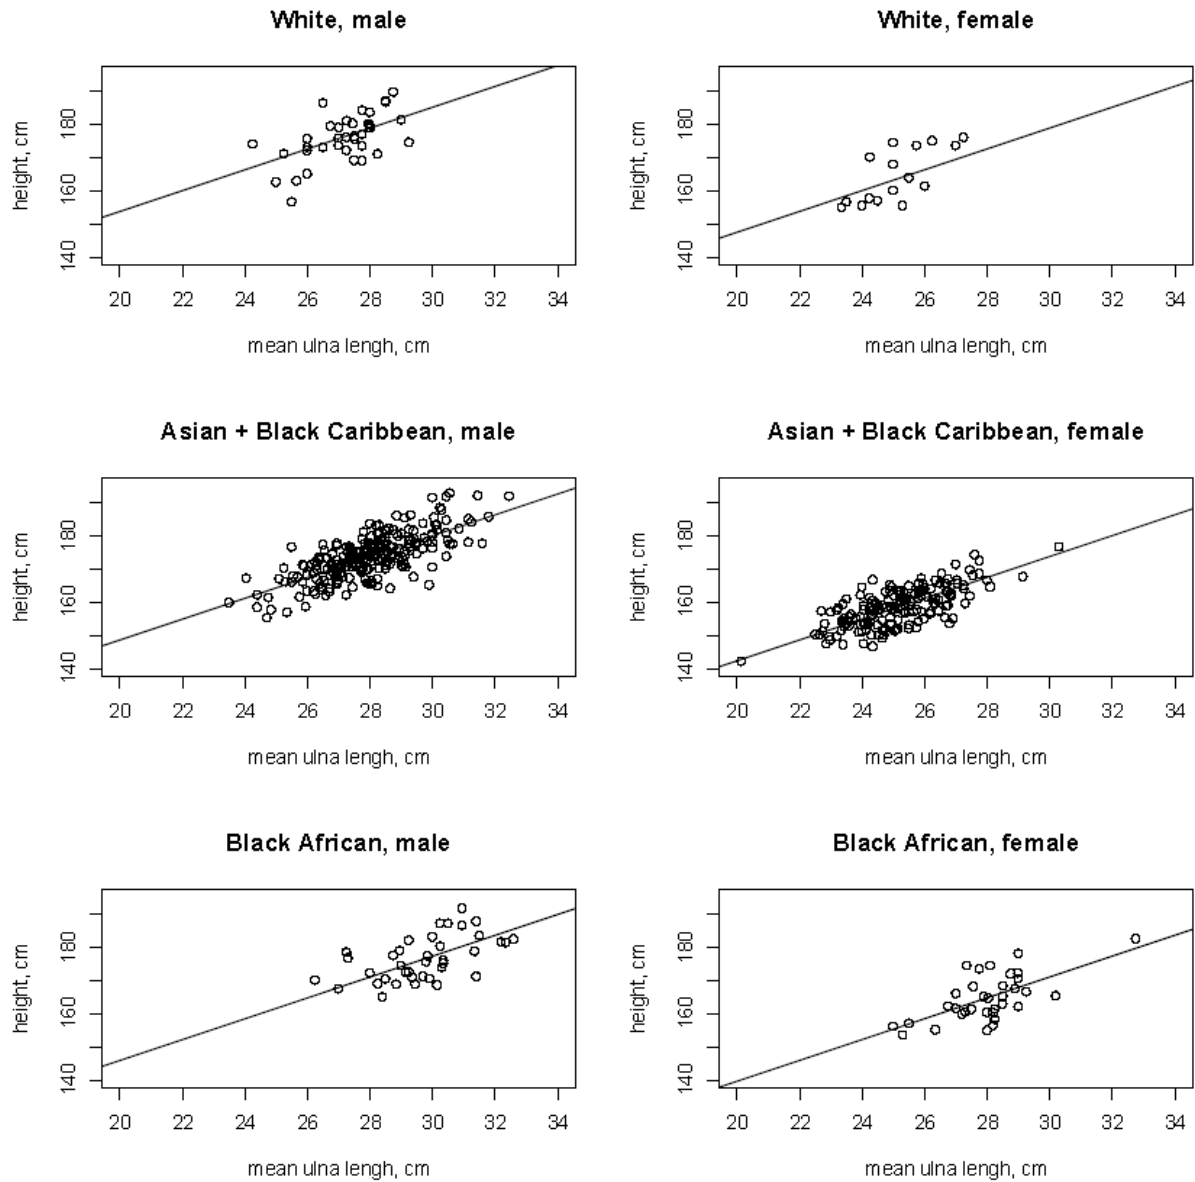 White, male
White, female
height, cm
180
160
140
20 22 24 26 28 30 32 34
mean ulna lengh, cm
height, cm
180
160
140
20 22 24 26 28 30 32 34
mean ulna lengh, cm
Asian + Black Caribbean, male
Asian + Black Caribbean, female
height, cm
180
160
140
20 22 24 26 28 30 32 34
mean ulna lengh, cm
height, cm
180
160
140
20 22 24 26 28 30 32 34
mean ulna lengh, cm
Black African, male
Black African, female
height, cm
180
160
140
20 22 24 26 28 30 32 34
mean ulna lengh, cm
height, cm
180
160
140
20 22 24 26 28 30 32 34
mean ulna lengh, cm